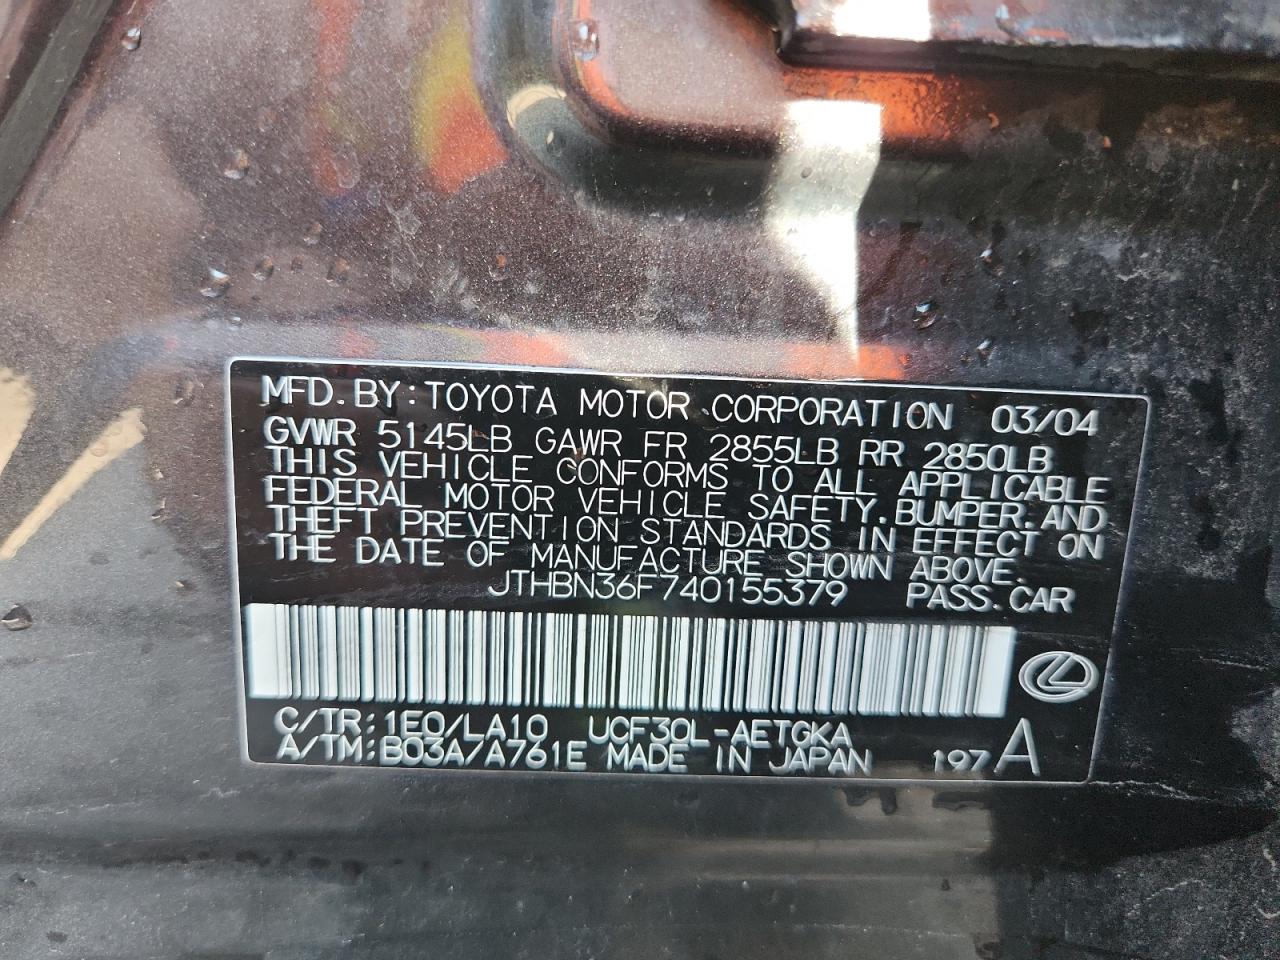 MFD. BY: TOYOTA MOTOR CORPORATION 03/04
GVWR 5145LB GAWR FR 2855LB RR 2850LB
THIS VEHICLE CONFORMS TO ALL APPLICABLE
FEDERAL MOTOR VEHICLE SAFETY, BUMPER, AND
THEFT PREVENTION STANDARDS IN EFFECT ON
THE DATE OF MANUFACTURE SHOWN ABOVE.
JTHBN36F740155379 PASS. CAR
C/TR: 1E0/LA10 UCF30L-AETGKA
A/TM: B03A/A761E MADE IN JAPAN 197 A